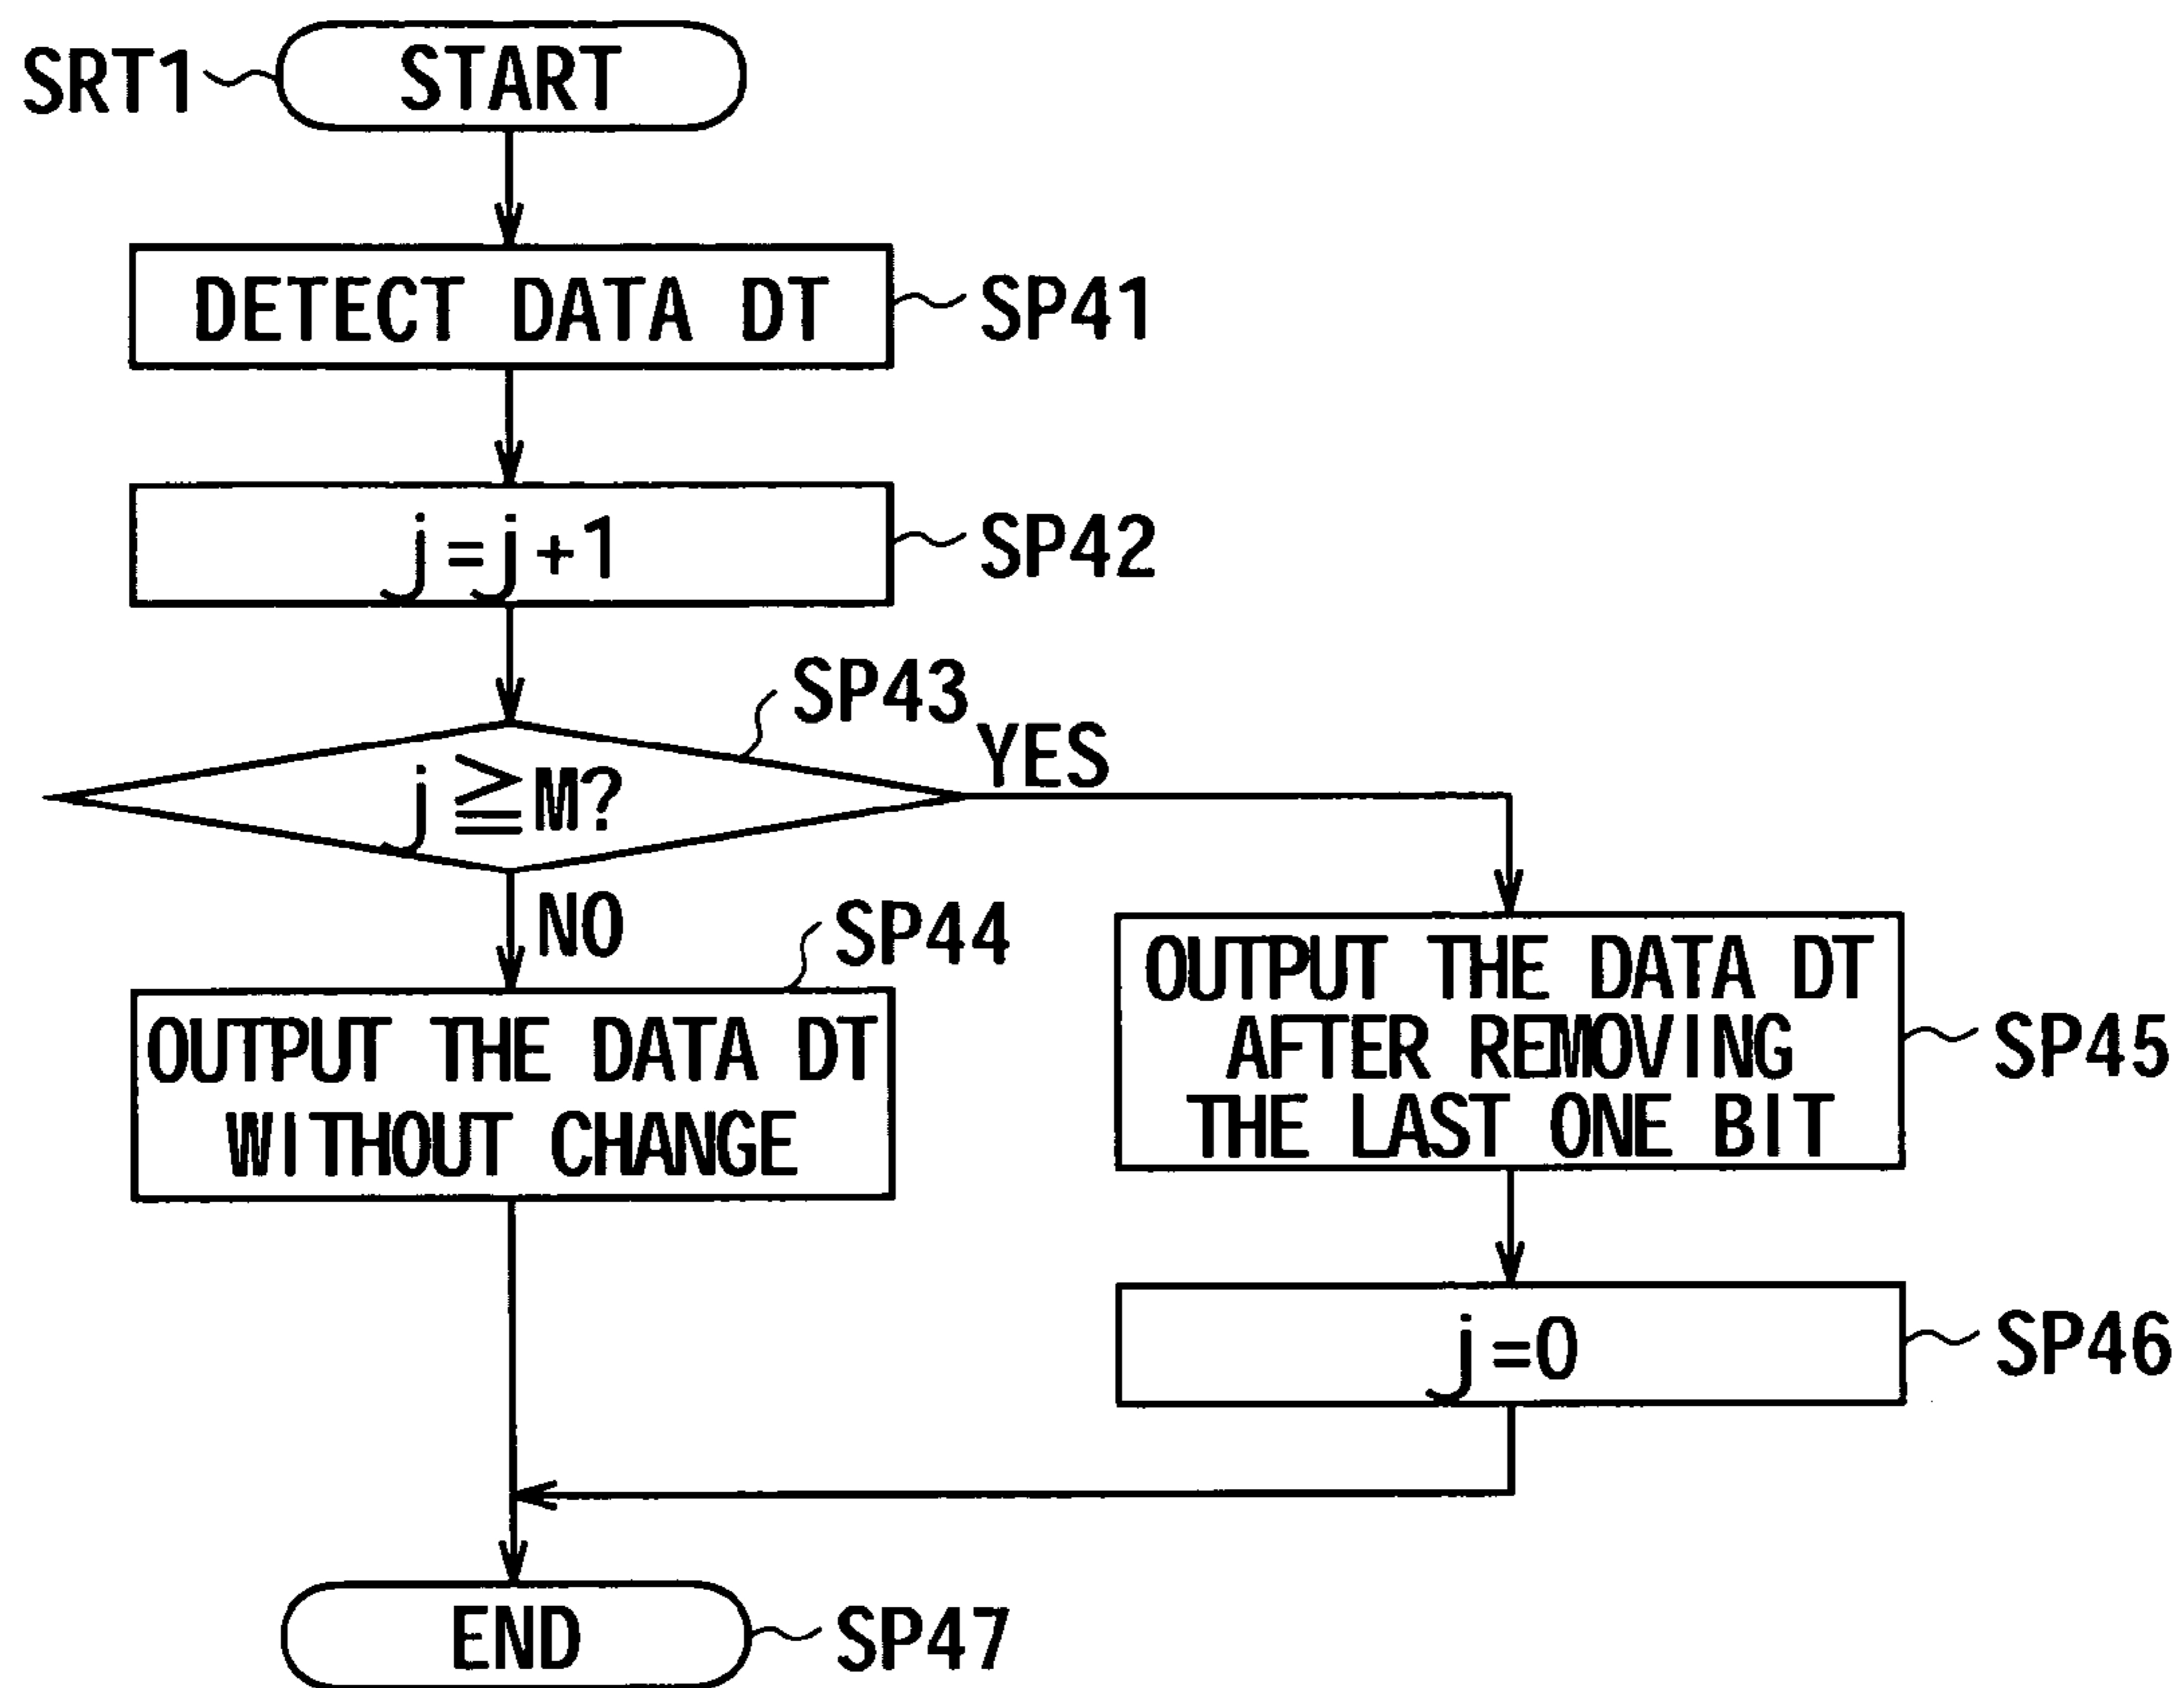 SRT1
START
DETECT DATA DT
SP41
j=j+1
SP42
SP43
j≧M?
YES
NO
SP44
OUTPUT THE DATA DT
WITHOUT CHANGE
OUTPUT THE DATA DT
AFTER REMOVING
THE LAST ONE BIT
SP45
j=0
SP46
END
SP47